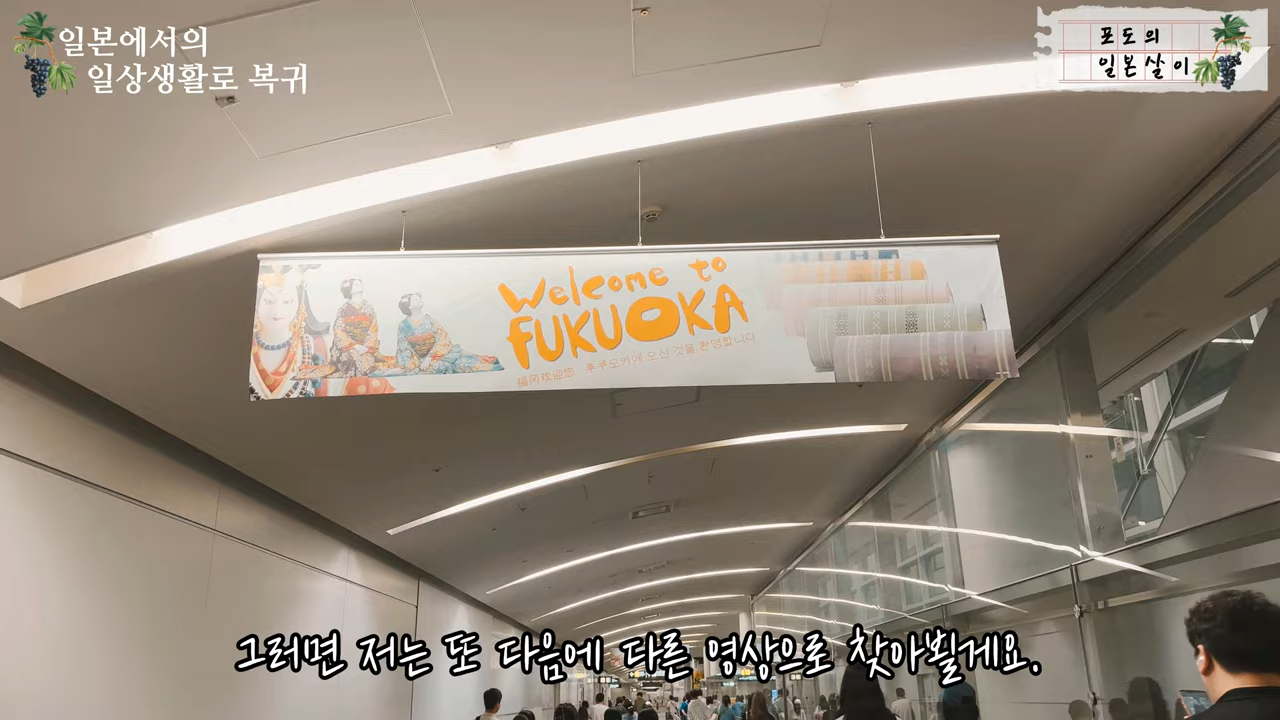 일본에서의
일상생활로 복귀
포도의
일본살이
Welcome to
FUKUOKA
福冈欢迎您 후쿠오카에 오신 것을 환영합니다
그러면 저는 또 다음에 다른 영상으로 찾아뵐게요.